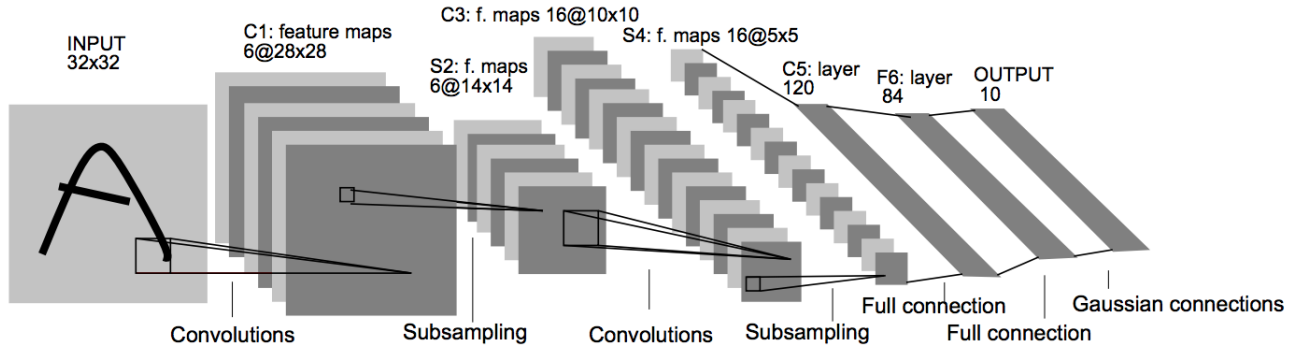 INPUT
32x32
C1: feature maps
6@28x28
S2: f. maps
6@14x14
C3: f. maps 16@10x10
S4: f. maps 16@5x5
C5: layer
120
F6: layer
84
OUTPUT
10
Convolutions
Subsampling
Convolutions
Subsampling
Full connection
Full connection
Gaussian connections